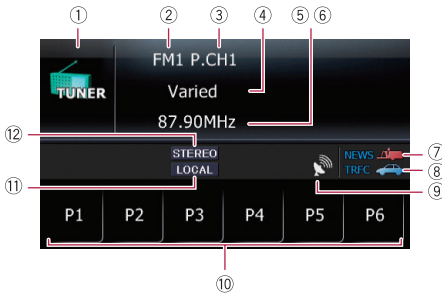 ① ② ③ ④ ⑤ ⑥
FM1 P.CH1
TUNER
Varied
87.90MHz
⑫ STEREO
NEWS ⑦
⑪ LOCAL
TRFC ⑧
⑨
P1 P2 P3 P4 P5 P6
⑩